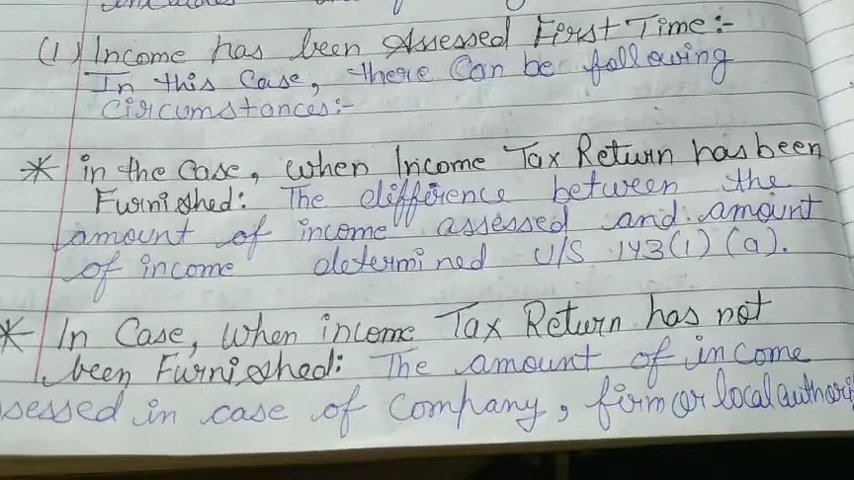 (1) Income has been Assessed First Time:-
In this Case, there Can be following
Circumstances:-
* in the case, when Income Tax Return has been
Furnished: The difference between the
amount of income assessed and amount
of income determined U/S 143(1)(a).
* In Case, when income Tax Return has not
been Furnished: The amount of income
sessed in case of Company, firm or local authori